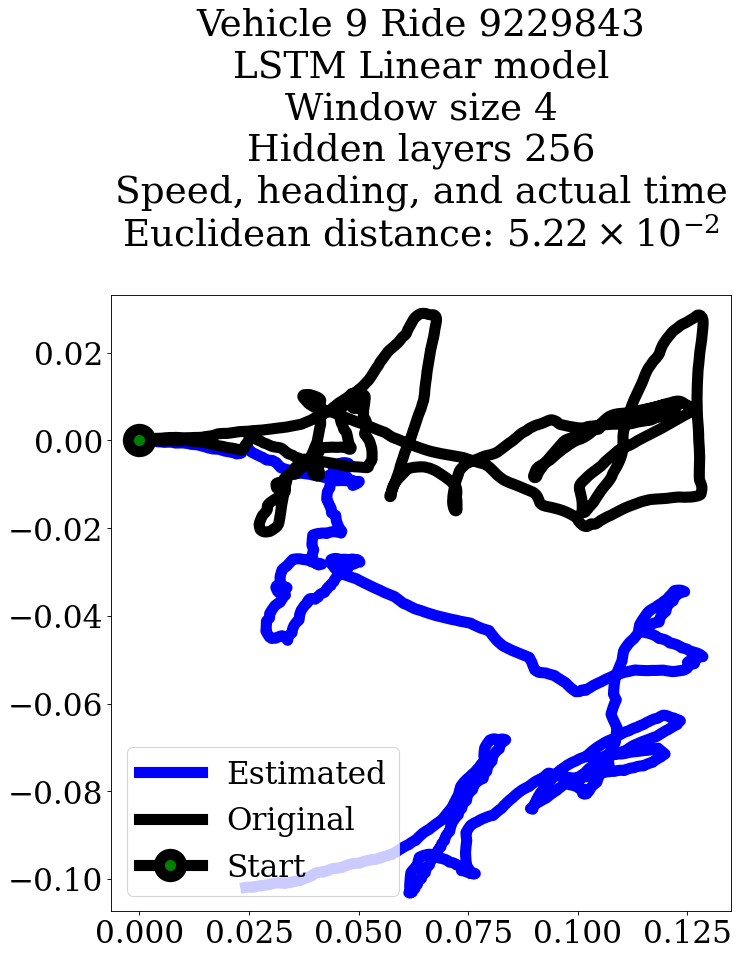 Vehicle 9 Ride 9229843
LSTM Linear model
Window size 4
Hidden layers 256
Speed, heading, and actual time
Euclidean distance: 5.22 × 10⁻²
0.02
0.00
−0.02
−0.04
−0.06
−0.08
−0.10
Estimated
Original
Start
0.000 0.025 0.050 0.075 0.100 0.125